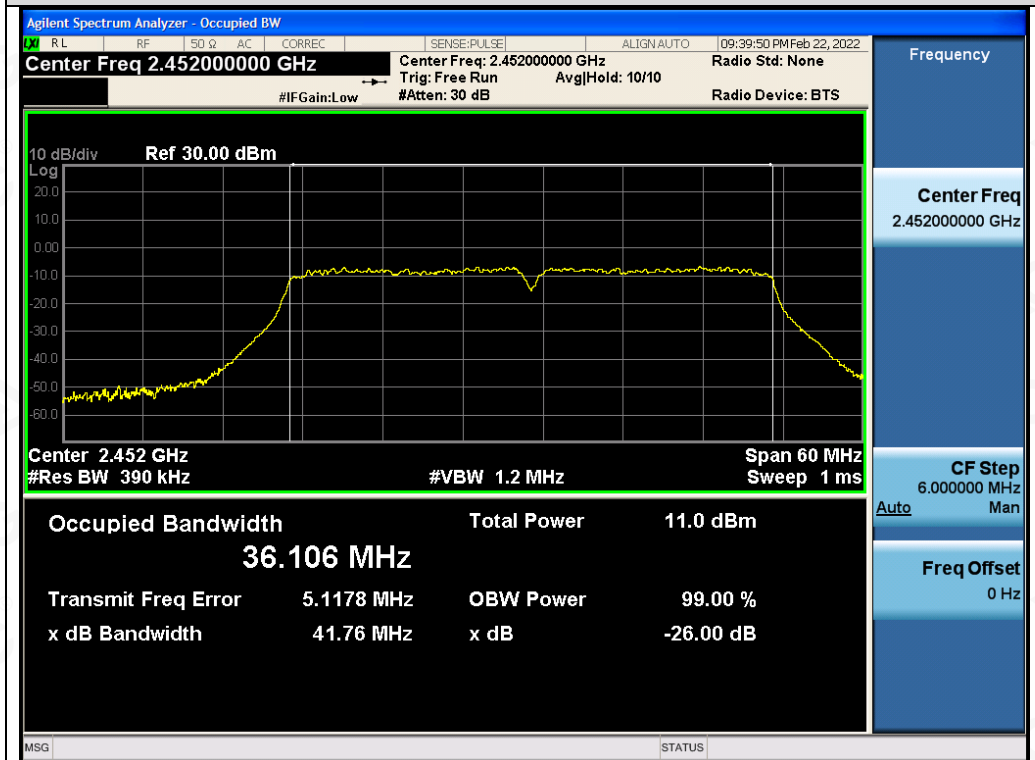 Agilent Spectrum Analyzer - Occupied BW
LXI RL RF 50 Ω AC CORREC SENSE:PULSE ALIGN AUTO 09:39:50 PM Feb 22, 2022
Center Freq 2.452000000 GHz
Center Freq: 2.452000000 GHz
Radio Std: None
Trig: Free Run Avg|Hold: 10/10
#IFGain:Low #Atten: 30 dB
Radio Device: BTS
10 dB/div Ref 30.00 dBm
Log
20.0
10.0
0.00
-10.0
-20.0
-30.0
-40.0
-50.0
-60.0
Center 2.452 GHz Span 60 MHz
#Res BW 390 kHz #VBW 1.2 MHz Sweep 1 ms
Occupied Bandwidth Total Power 11.0 dBm
36.106 MHz
Transmit Freq Error 5.1178 MHz OBW Power 99.00 %
x dB Bandwidth 41.76 MHz x dB -26.00 dB
Frequency
Center Freq
2.452000000 GHz
CF Step
6.000000 MHz
Auto Man
Freq Offset
0 Hz
MSG STATUS